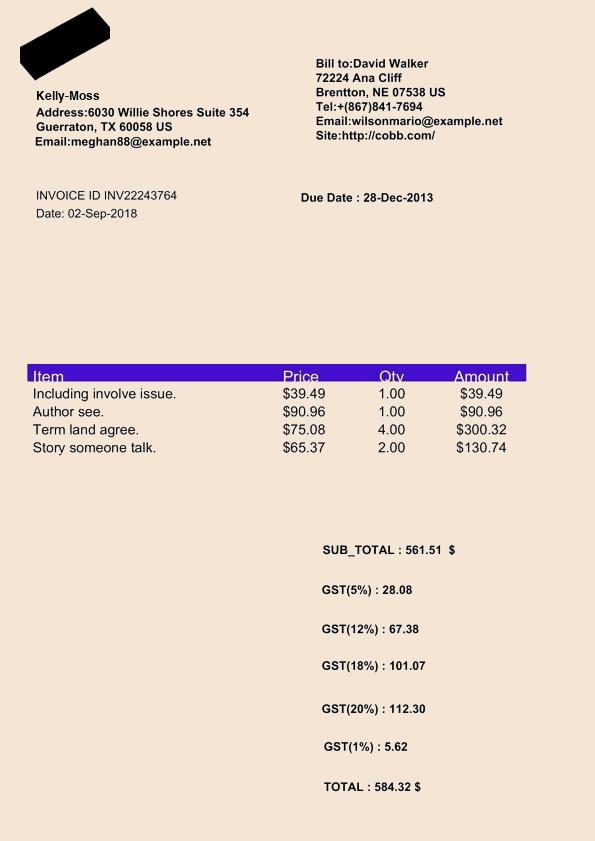 Kelly-Moss
Address:6030 Willie Shores Suite 354
Guerraton, TX 60058 US
Email:meghan88@example.net
Bill to:David Walker
72224 Ana Cliff
Brentton, NE 07538 US
Tel:+(867)841-7694
Email:wilsonmario@example.net
Site:http://cobb.com/
INVOICE ID INV22243764
Date: 02-Sep-2018
Due Date : 28-Dec-2013
Item Price Qty Amount
Including involve issue. $39.49 1.00 $39.49
Author see. $90.96 1.00 $90.96
Term land agree. $75.08 4.00 $300.32
Story someone talk. $65.37 2.00 $130.74
SUB_TOTAL : 561.51 $
GST(5%) : 28.08
GST(12%) : 67.38
GST(18%) : 101.07
GST(20%) : 112.30
GST(1%) : 5.62
TOTAL : 584.32 $